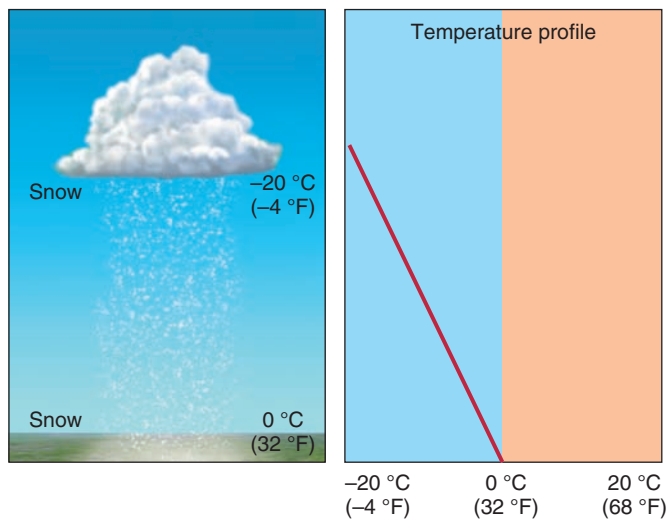 Snow
–20 °C
(–4 °F)
Snow
0 °C
(32 °F)
Temperature profile
–20 °C
(–4 °F)
0 °C
(32 °F)
20 °C
(68 °F)